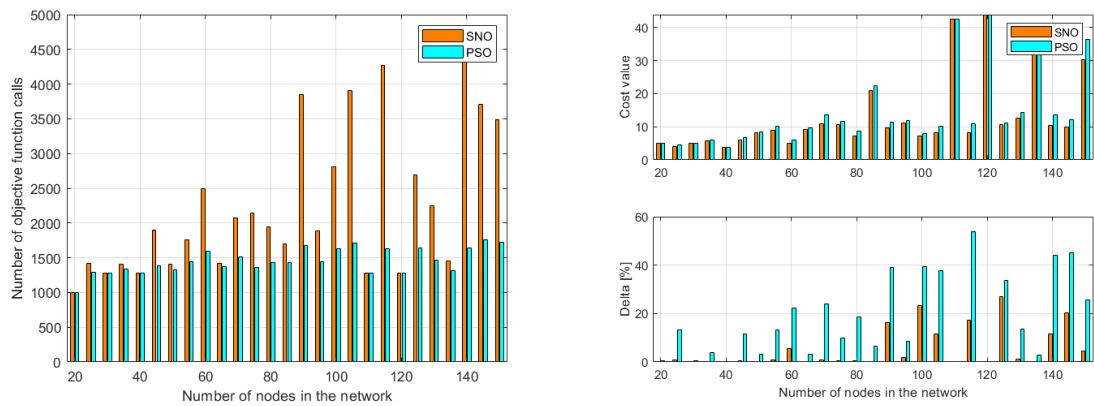 5000
4500
4000
3500
3000
2500
2000
1500
1000
500
0
20 40 60 80 100 120 140
Number of nodes in the network
Number of objective function calls
SNO
PSO
40
30
20
10
0
20 40 60 80 100 120 140
Cost value
SNO
PSO
60
40
20
0
20 40 60 80 100 120 140
Number of nodes in the network
Delta [%]